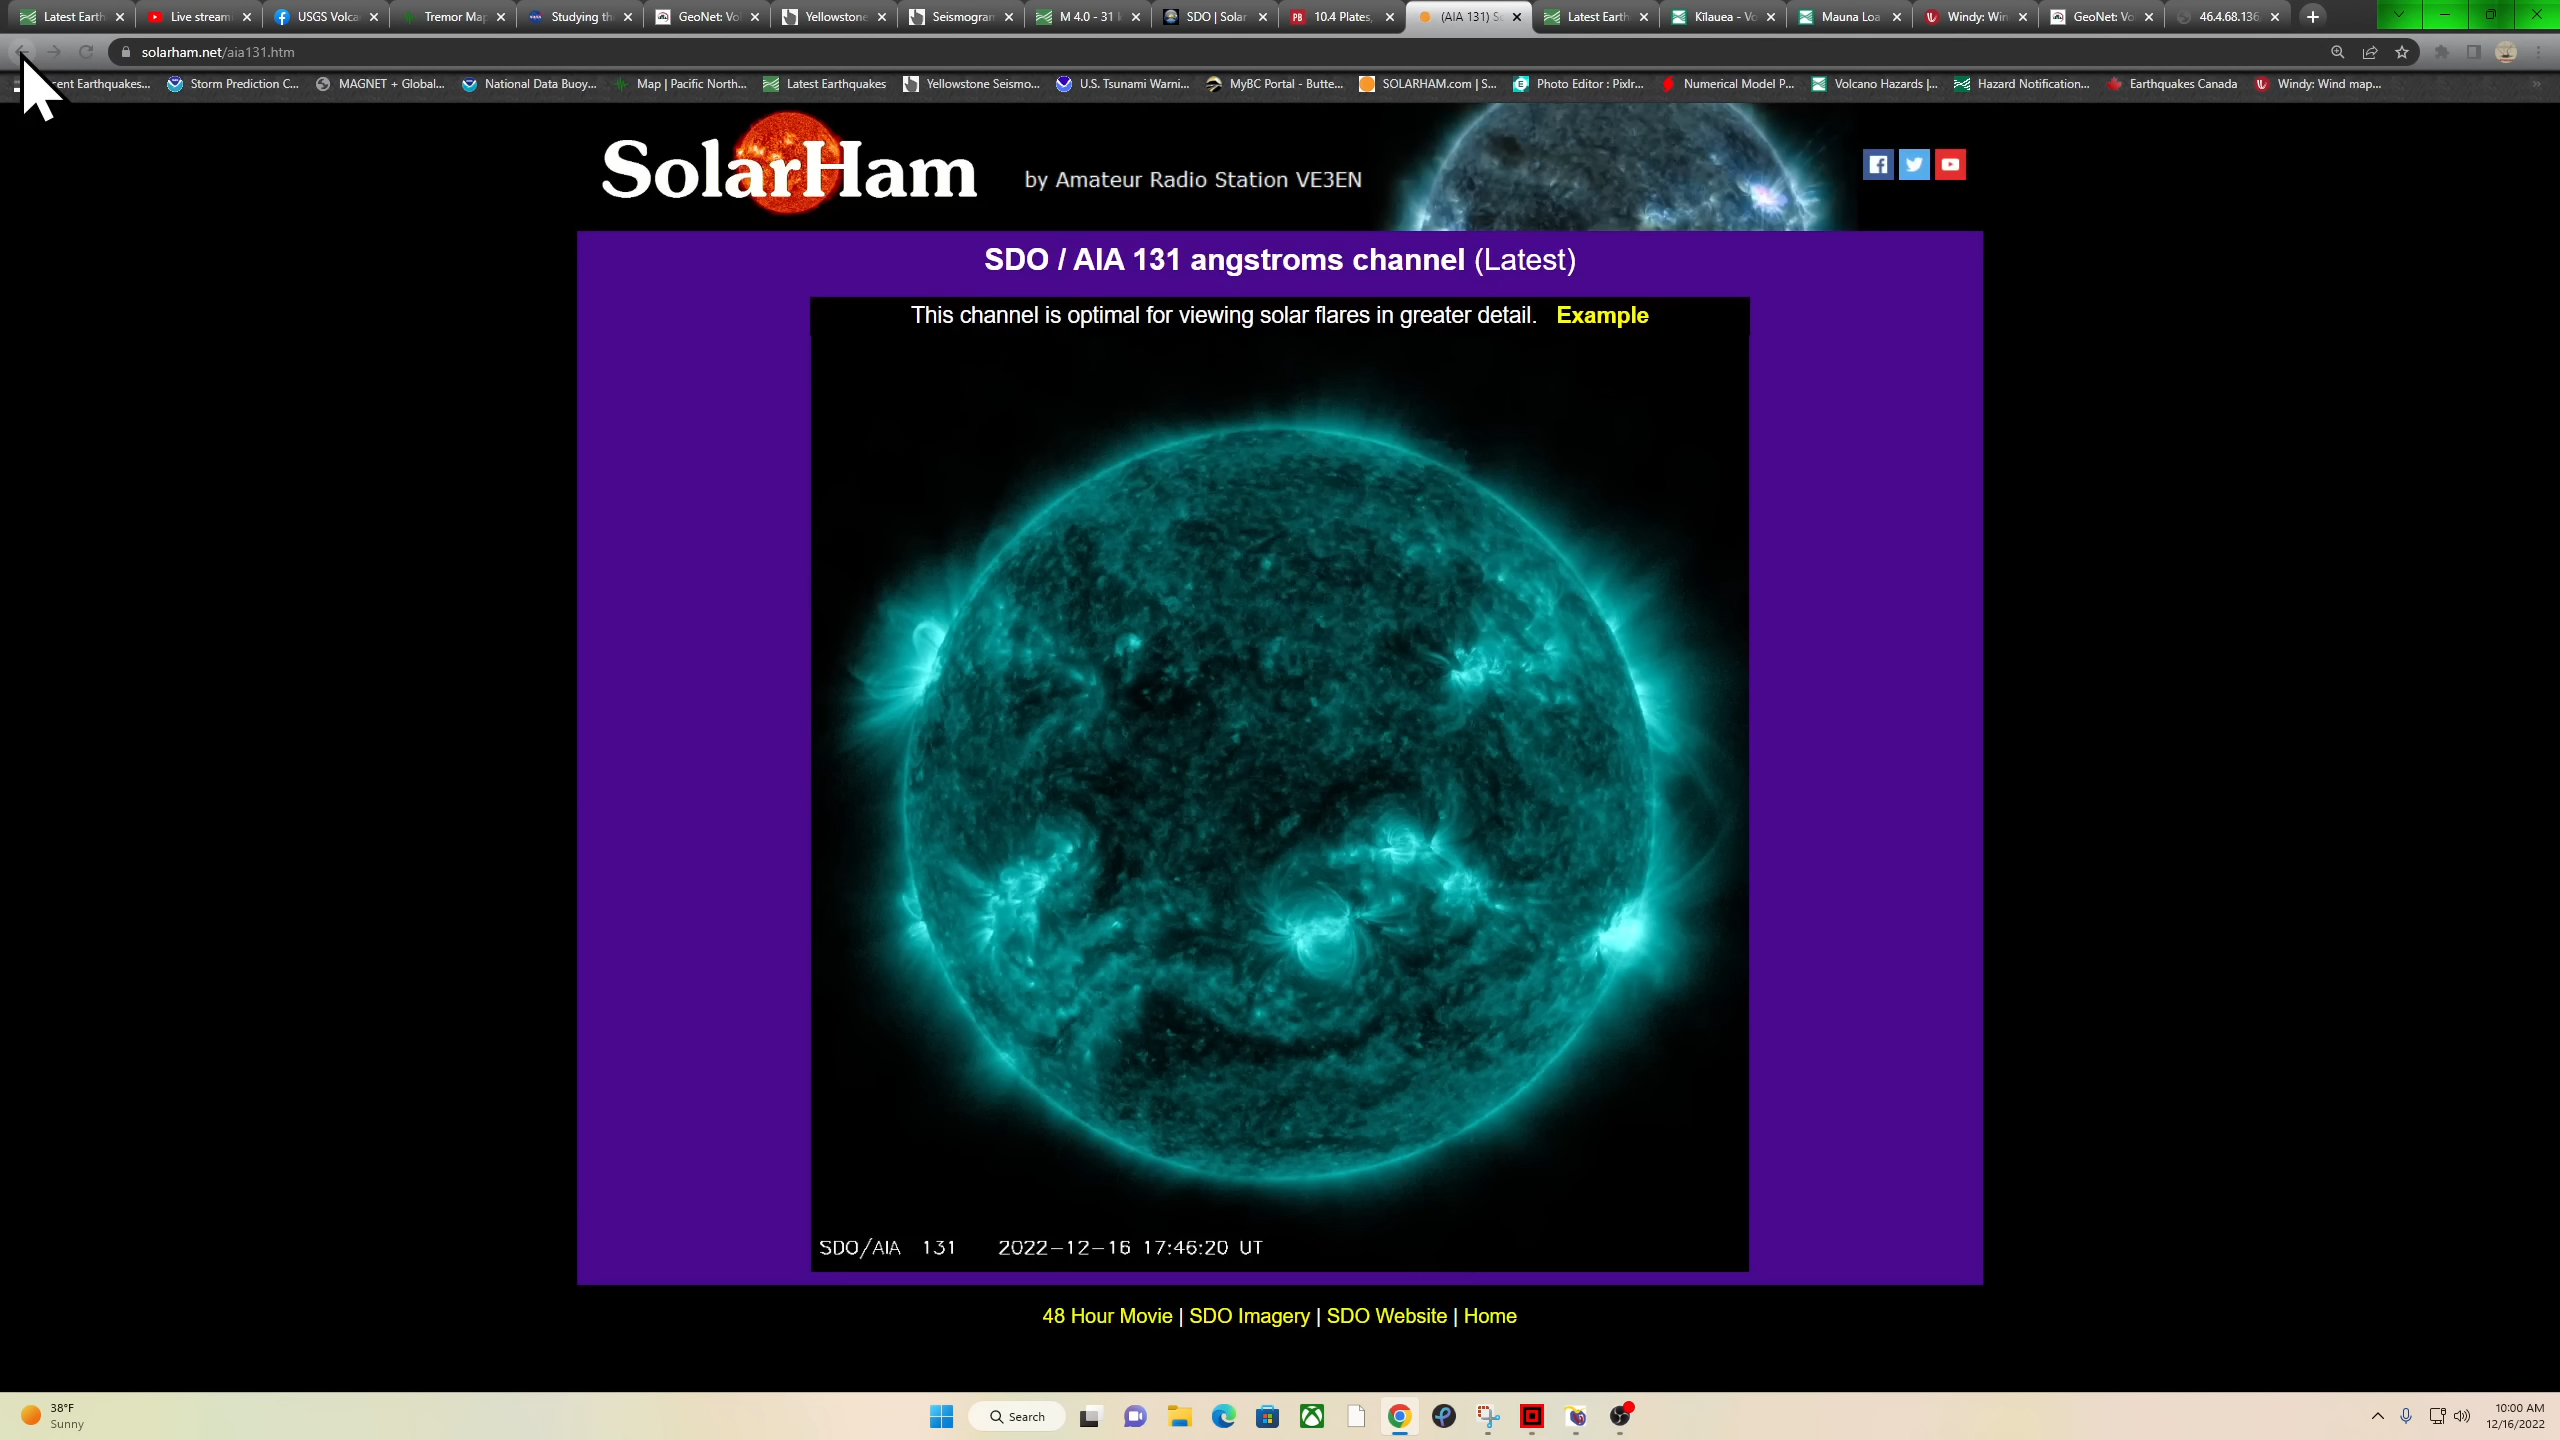 Latest Earth
Live stream
USGS Volca
Tremor Map
Studying th
GeoNet: Vol
Yellowstone
Seismogram
M 4.0 - 31 k
SDO | Solar
10.4 Plates,
(AIA 131) So
Latest Earth
Kīlauea - Vo
Mauna Loa
Windy: Win
GeoNet: Vo
46.4.68.136
solarham.net/aia131.htm
cent Earthquakes...
Storm Prediction C...
MAGNET + Global...
National Data Buoy...
Map | Pacific North...
Latest Earthquakes
Yellowstone Seismo...
U.S. Tsunami Warni...
MyBC Portal - Butte...
SOLARHAM.com | S...
Photo Editor : Pixlr...
Numerical Model P...
Volcano Hazards |...
Hazard Notification...
Earthquakes Canada
Windy: Wind map...
SolarHam
by Amateur Radio Station VE3EN
SDO / AIA 131 angstroms channel (Latest)
This channel is optimal for viewing solar flares in greater detail. Example
SDO/AIA 131 2022-12-16 17:46:20 UT
48 Hour Movie | SDO Imagery | SDO Website | Home
38°F
Sunny
Search
10:00 AM
12/16/2022